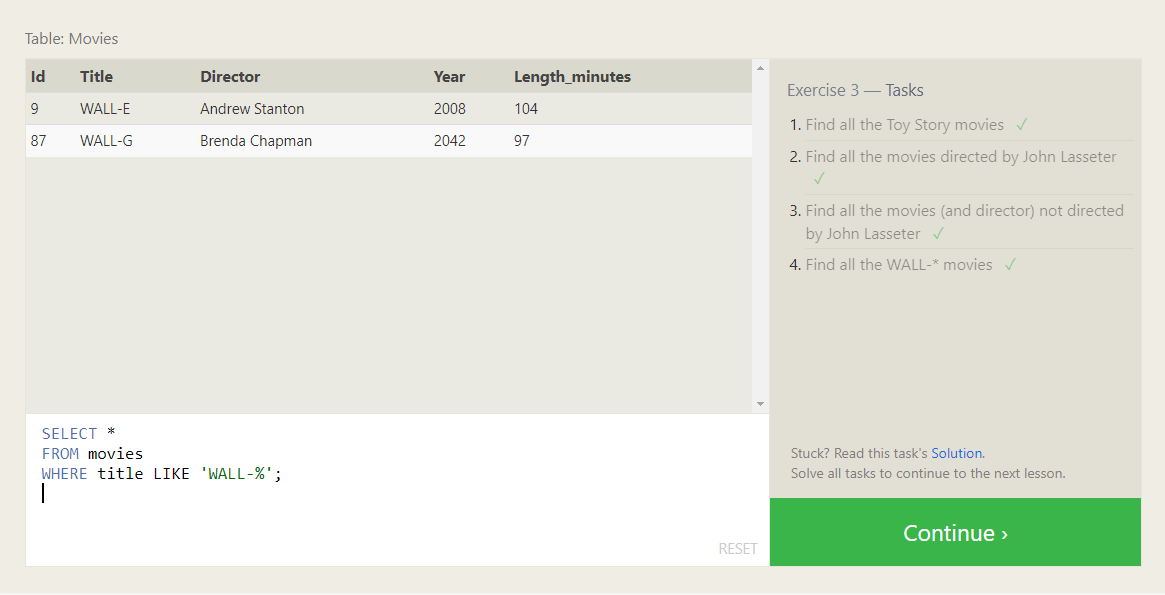 Table: Movies
Id Title Director Year Length_minutes
9 WALL-E Andrew Stanton 2008 104
87 WALL-G Brenda Chapman 2042 97
SELECT *
FROM movies
WHERE title LIKE 'WALL-%';
RESET
Exercise 3 — Tasks
1. Find all the Toy Story movies ✓
2. Find all the movies directed by John Lasseter
✓
3. Find all the movies (and director) not directed
by John Lasseter ✓
4. Find all the WALL-* movies ✓
Stuck? Read this task's Solution.
Solve all tasks to continue to the next lesson.
Continue ›